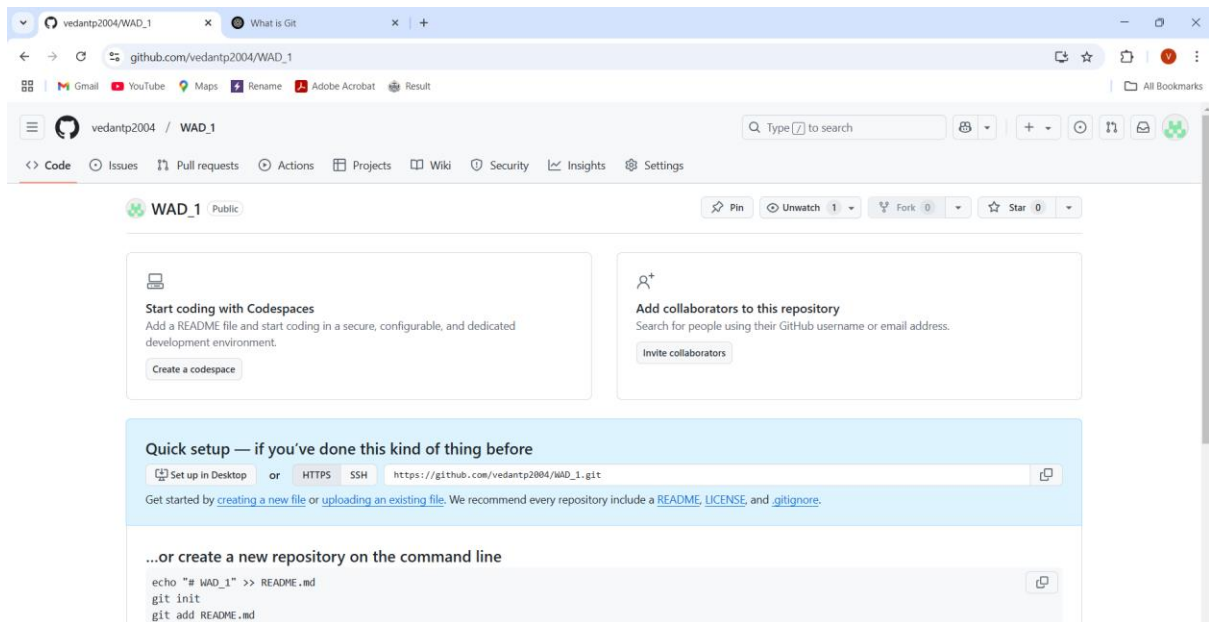 vedantp2004/WAD_1
What is Git
github.com/vedantp2004/WAD_1
V
Gmail YouTube Maps Rename Adobe Acrobat Result
All Bookmarks
vedantp2004 / WAD_1
Type / to search
<> Code Issues Pull requests Actions Projects Wiki Security Insights Settings
WAD_1 Public
Pin Unwatch 1 Fork 0 Star 0
Start coding with Codespaces
Add a README file and start coding in a secure, configurable, and dedicated
development environment.
Create a codespace
Add collaborators to this repository
Search for people using their GitHub username or email address.
Invite collaborators
Quick setup — if you've done this kind of thing before
Set up in Desktop or HTTPS SSH https://github.com/vedantp2004/WAD_1.git
Get started by creating a new file or uploading an existing file. We recommend every repository include a README, LICENSE, and .gitignore.
...or create a new repository on the command line
echo "# WAD_1" >> README.md
git init
git add README.md